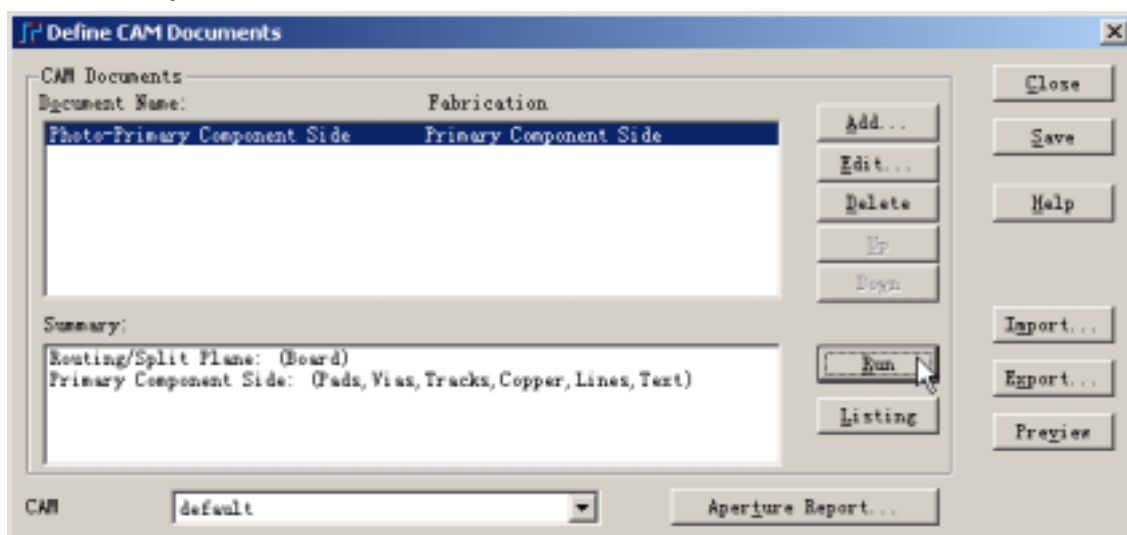 Define CAM Documents
CAM Documents
Document Name: Fabrication
Photo-Primary Component Side Primary Component Side
Add...
Edit...
Delete
Up
Down
Close
Save
Help
Summary:
Routing/Split Plane: (Board)
Primary Component Side: (Pads, Vias, Tracks, Copper, Lines, Text)
Run
Listing
Import...
Export...
Preview
CAM default Aperture Report...